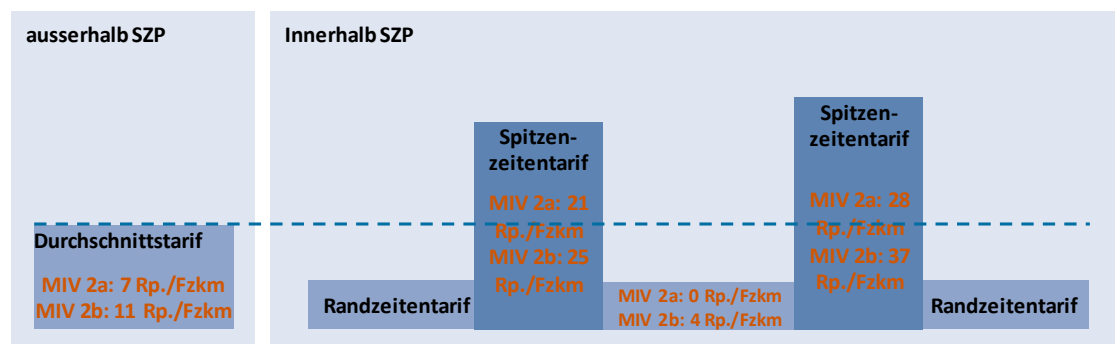 ausserhalb SZP
Innerhalb SZP
Durchschnittstarif
MIV 2a: 7 Rp./Fzkm
MIV 2b: 11 Rp./Fzkm
Randzeitentarif
Spitzen-
zeitentarif
MIV 2a: 21
Rp./Fzkm
MIV 2b: 25
Rp./Fzkm
MIV 2a: 0 Rp./Fzkm
MIV 2b: 4 Rp./Fzkm
Spitzen-
zeitentarif
MIV 2a: 28
Rp./Fzkm
MIV 2b: 37
Rp./Fzkm
Randzeitentarif